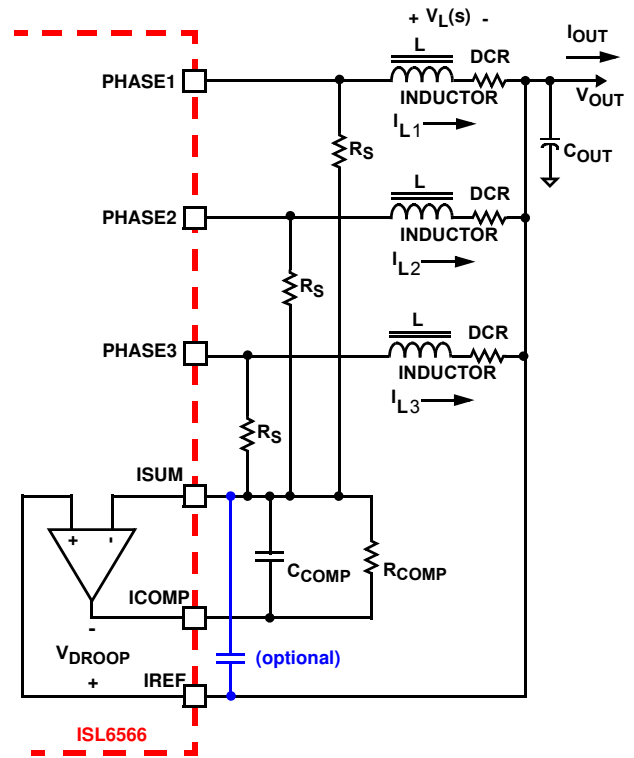 + VL(s) -
IOUT
L
DCR
PHASE1
INDUCTOR
VOUT
IL1
COUT
RS
L
DCR
PHASE2
INDUCTOR
IL2
RS
L
DCR
PHASE3
INDUCTOR
IL3
RS
ISUM
+ -
CCOMP
RCOMP
ICOMP
-
VDROOP
(optional)
+
IREF
ISL6566